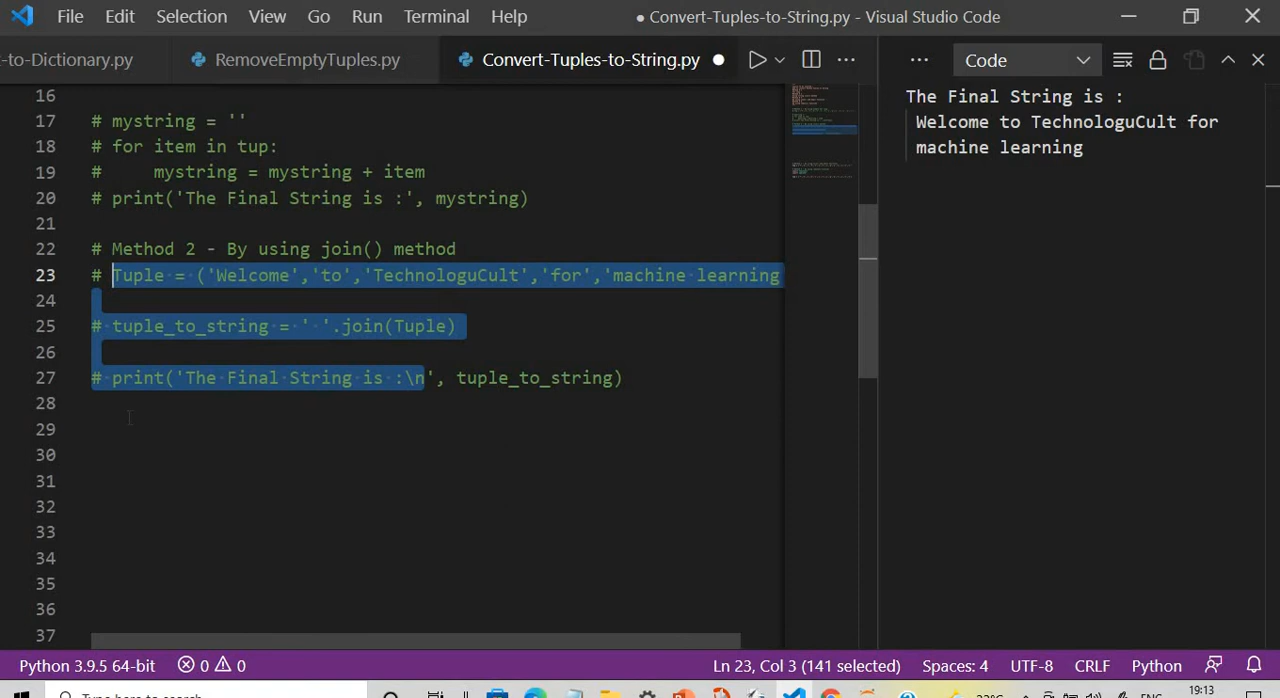 File Edit Selection View Go Run Terminal Help ● Convert-Tuples-to-String.py - Visual Studio Code
-to-Dictionary.py RemoveEmptyTuples.py Convert-Tuples-to-String.py Code
16
17 # mystring = ''
18 # for item in tup:
19 #     mystring = mystring + item
20 # print('The Final String is :', mystring)
21
22 # Method 2 - By using join() method
23 # Tuple = ('Welcome','to','TechnologuCult','for','machine learning
24
25 # tuple_to_string = ' '.join(Tuple)
26
27 # print('The Final String is :\n', tuple_to_string)
28
29
30
31
32
33
34
35
36
37
The Final String is :
Welcome to TechnologuCult for
machine learning
Python 3.9.5 64-bit 0 0 Ln 23, Col 3 (141 selected) Spaces: 4 UTF-8 CRLF Python
19:13